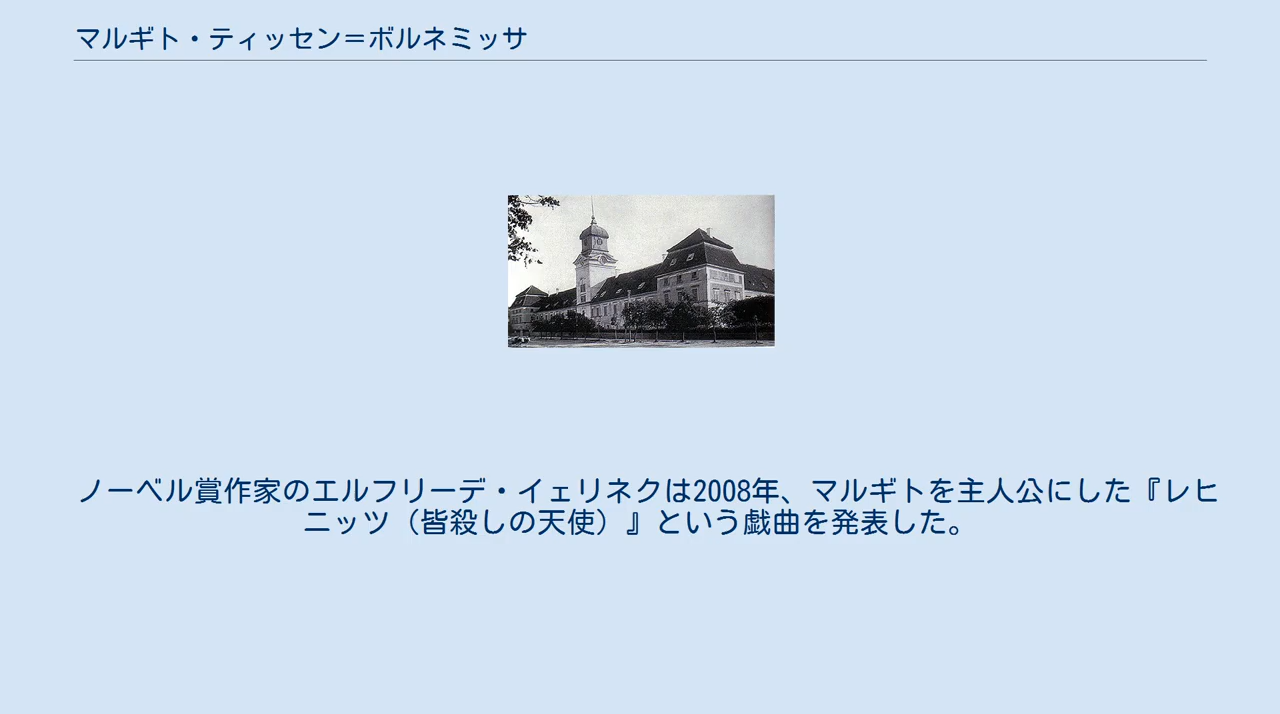 マルギト・ティッセン＝ボルネミッサ
ノーベル賞作家のエルフリーデ・イェリネクは2008年、マルギトを主人公にした『レヒ
ニッツ（皆殺しの天使）』という戯曲を発表した。